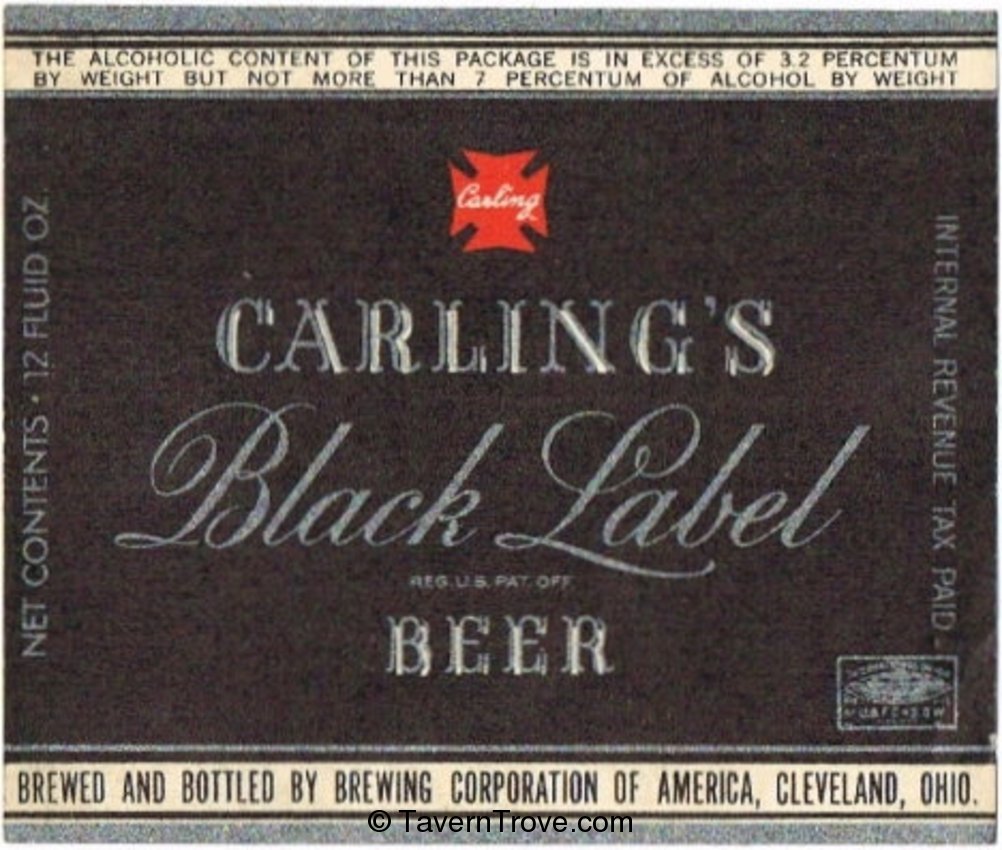 THE ALCOHOLIC CONTENT OF THIS PACKAGE IS IN EXCESS OF 3.2 PERCENTUM
BY WEIGHT BUT NOT MORE THAN 7 PERCENTUM OF ALCOHOL BY WEIGHT
Carling
NET CONTENTS · 12 FLUID OZ.
INTERNAL REVENUE TAX PAID.
CARLING'S
Black Label
REG. U.S. PAT. OFF.
BEER
BREWED AND BOTTLED BY BREWING CORPORATION OF AMERICA, CLEVELAND, OHIO.
© TavernTrove.com